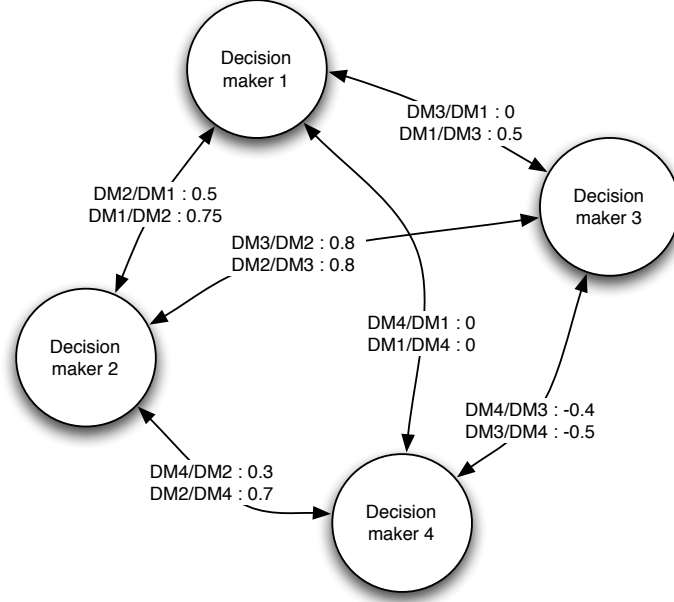 Decision
maker 1
DM3/DM1 : 0
DM1/DM3 : 0.5
Decision
maker 3
DM2/DM1 : 0.5
DM1/DM2 : 0.75
DM3/DM2 : 0.8
DM2/DM3 : 0.8
DM4/DM1 : 0
DM1/DM4 : 0
Decision
maker 2
DM4/DM3 : -0.4
DM3/DM4 : -0.5
DM4/DM2 : 0.3
DM2/DM4 : 0.7
Decision
maker 4